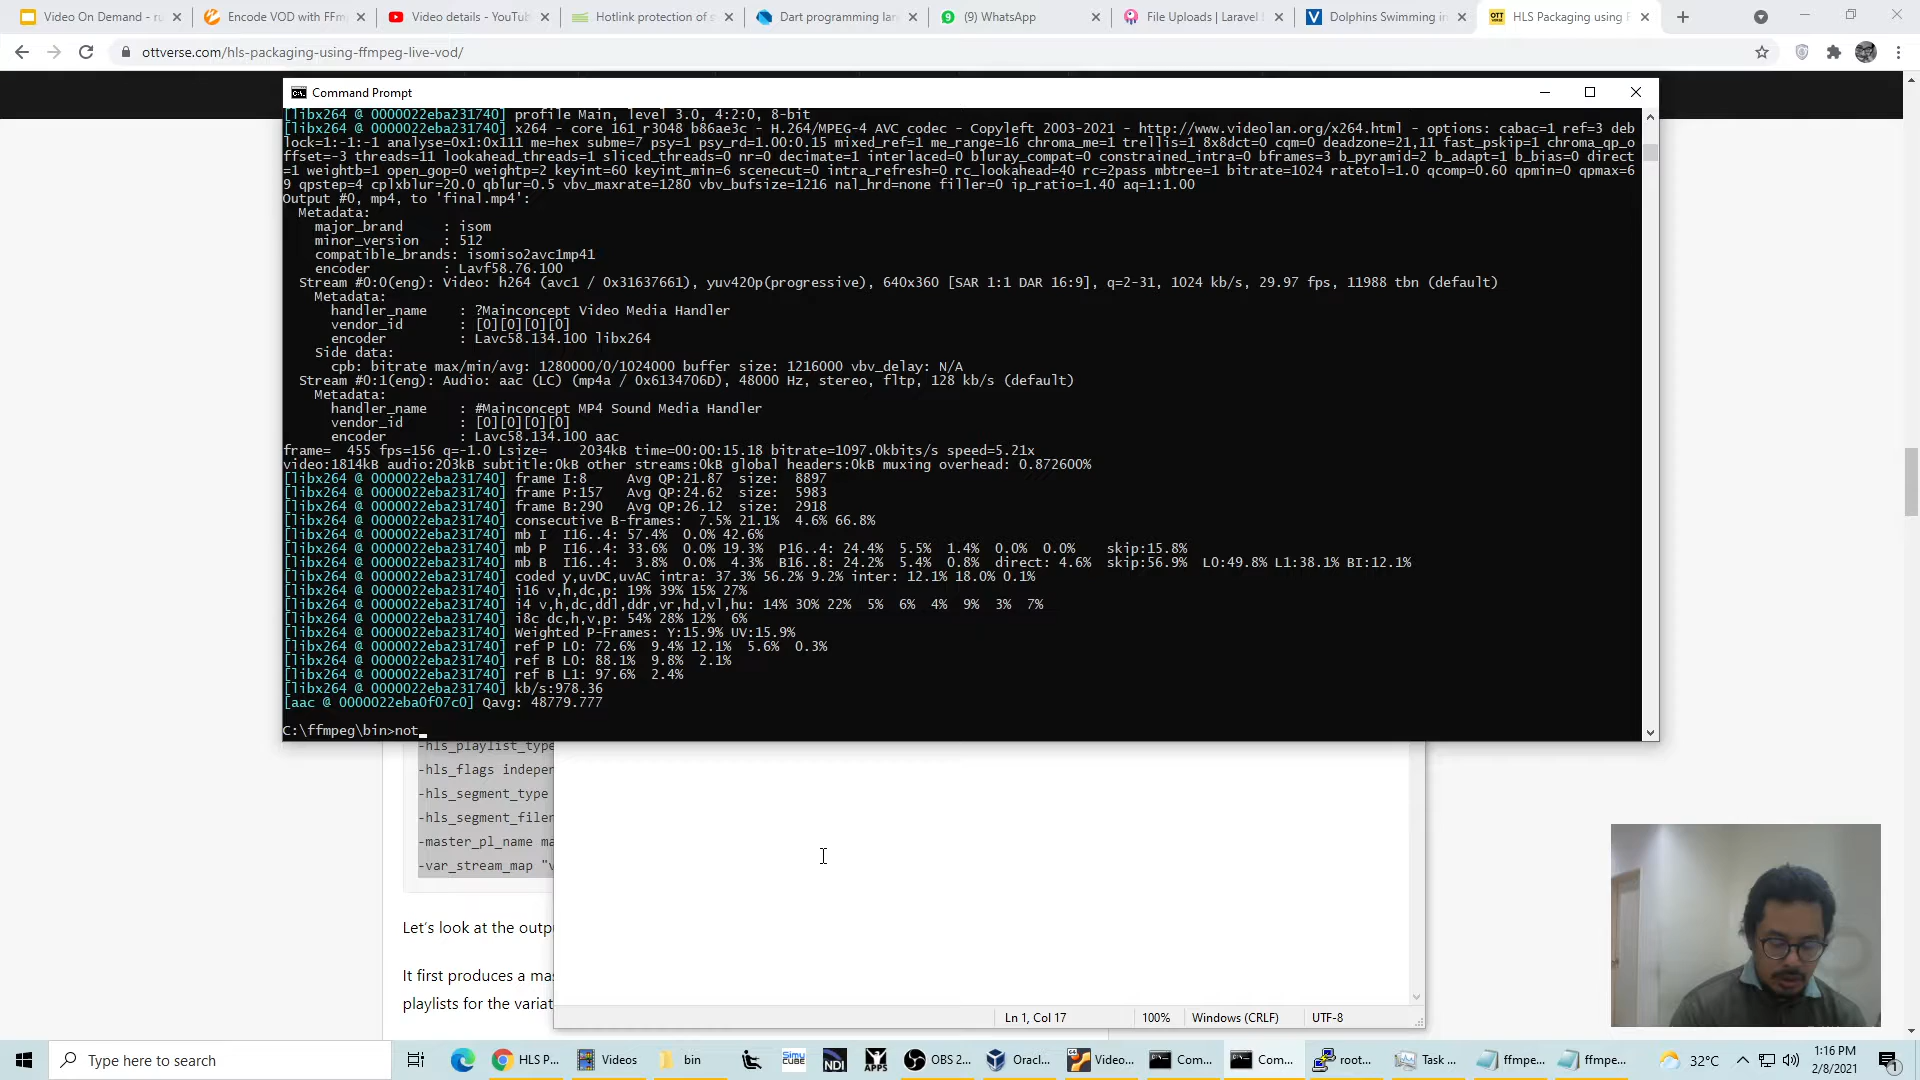 Video On Demand - ru
Encode VOD with FFm
Video details - YouTub
Hotlink protection of s
Dart programming lan
(9) WhatsApp
File Uploads | Laravel
Dolphins Swimming in
HLS Packaging using F
ottverse.com/hls-packaging-using-ffmpeg-live-vod/
Command Prompt
[libx264 @ 0000022eba231740] profile Main, level 3.0, 4:2:0, 8-bit
[libx264 @ 0000022eba231740] x264 - core 161 r3048 b86ae3c - H.264/MPEG-4 AVC codec - Copyleft 2003-2021 - http://www.videolan.org/x264.html - options: cabac=1 ref=3 deb
lock=1:-1:-1 analyse=0x1:0x111 me=hex subme=7 psy=1 psy_rd=1.00:0.15 mixed_ref=1 me_range=16 chroma_me=1 trellis=1 8x8dct=0 cqm=0 deadzone=21,11 fast_pskip=1 chroma_qp_o
ffset=-3 threads=11 lookahead_threads=1 sliced_threads=0 nr=0 decimate=1 interlaced=0 bluray_compat=0 constrained_intra=0 bframes=3 b_pyramid=2 b_adapt=1 b_bias=0 direct
=1 weightb=1 open_gop=0 weightp=2 keyint=60 keyint_min=6 scenecut=0 intra_refresh=0 rc_lookahead=40 rc=2pass mbtree=1 bitrate=1024 ratetol=1.0 qcomp=0.60 qpmin=0 qpmax=6
9 qpstep=4 cplxblur=20.0 qblur=0.5 vbv_maxrate=1280 vbv_bufsize=1216 nal_hrd=none filler=0 ip_ratio=1.40 aq=1:1.00
Output #0, mp4, to 'final.mp4':
Metadata:
major_brand : isom
minor_version : 512
compatible_brands: isomiso2avc1mp41
encoder : Lavf58.76.100
Stream #0:0(eng): Video: h264 (avc1 / 0x31637661), yuv420p(progressive), 640x360 [SAR 1:1 DAR 16:9], q=2-31, 1024 kb/s, 29.97 fps, 11988 tbn (default)
Metadata:
handler_name : ?Mainconcept Video Media Handler
vendor_id : [0][0][0][0]
encoder : Lavc58.134.100 libx264
Side data:
cpb: bitrate max/min/avg: 1280000/0/1024000 buffer size: 1216000 vbv_delay: N/A
Stream #0:1(eng): Audio: aac (LC) (mp4a / 0x6134706D), 48000 Hz, stereo, fltp, 128 kb/s (default)
Metadata:
handler_name : #Mainconcept MP4 Sound Media Handler
vendor_id : [0][0][0][0]
encoder : Lavc58.134.100 aac
frame= 455 fps=156 q=-1.0 Lsize= 2034kB time=00:00:15.18 bitrate=1097.0kbits/s speed=5.21x
video:1814kB audio:203kB subtitle:0kB other streams:0kB global headers:0kB muxing overhead: 0.872600%
[libx264 @ 0000022eba231740] frame I:8 Avg QP:21.87 size: 8897
[libx264 @ 0000022eba231740] frame P:157 Avg QP:24.62 size: 5983
[libx264 @ 0000022eba231740] frame B:290 Avg QP:26.12 size: 2918
[libx264 @ 0000022eba231740] consecutive B-frames: 7.5% 21.1% 4.6% 66.8%
[libx264 @ 0000022eba231740] mb I I16..4: 57.4% 0.0% 42.6%
[libx264 @ 0000022eba231740] mb P I16..4: 33.6% 0.0% 19.3% P16..4: 24.4% 5.5% 1.4% 0.0% 0.0% skip:15.8%
[libx264 @ 0000022eba231740] mb B I16..4: 3.8% 0.0% 4.3% B16..8: 24.2% 5.4% 0.8% direct: 4.6% skip:56.9% L0:49.8% L1:38.1% BI:12.1%
[libx264 @ 0000022eba231740] coded y,uvDC,uvAC intra: 37.3% 56.2% 9.2% inter: 12.1% 18.0% 0.1%
[libx264 @ 0000022eba231740] i16 v,h,dc,p: 19% 39% 15% 27%
[libx264 @ 0000022eba231740] i4 v,h,dc,ddl,ddr,vr,hd,vl,hu: 14% 30% 22% 5% 6% 4% 9% 3% 7%
[libx264 @ 0000022eba231740] i8c dc,h,v,p: 54% 28% 12% 6%
[libx264 @ 0000022eba231740] Weighted P-Frames: Y:15.9% UV:15.9%
[libx264 @ 0000022eba231740] ref P L0: 72.6% 9.4% 12.1% 5.6% 0.3%
[libx264 @ 0000022eba231740] ref B L0: 88.1% 9.8% 2.1%
[libx264 @ 0000022eba231740] ref B L1: 97.6% 2.4%
[libx264 @ 0000022eba231740] kb/s:978.36
[aac @ 0000022eba0f07c0] Qavg: 48779.777
C:\ffmpeg\bin>not_
-hls_playlist_type
-hls_flags indepen
-hls_segment_type
-hls_segment_filen
-master_pl_name ma
-var_stream_map "v
Let's look at the outp
It first produces a mas
playlists for the variat
Ln 1, Col 17
100%
Windows (CRLF)
UTF-8
Type here to search
HLS P...
Videos
bin
SIMU CUBE
NDI
APPS
OBS 2...
Oracl...
Video...
Com...
Com...
root...
Task ...
ffmpe...
ffmpe...
32°C
1:16 PM
2/8/2021